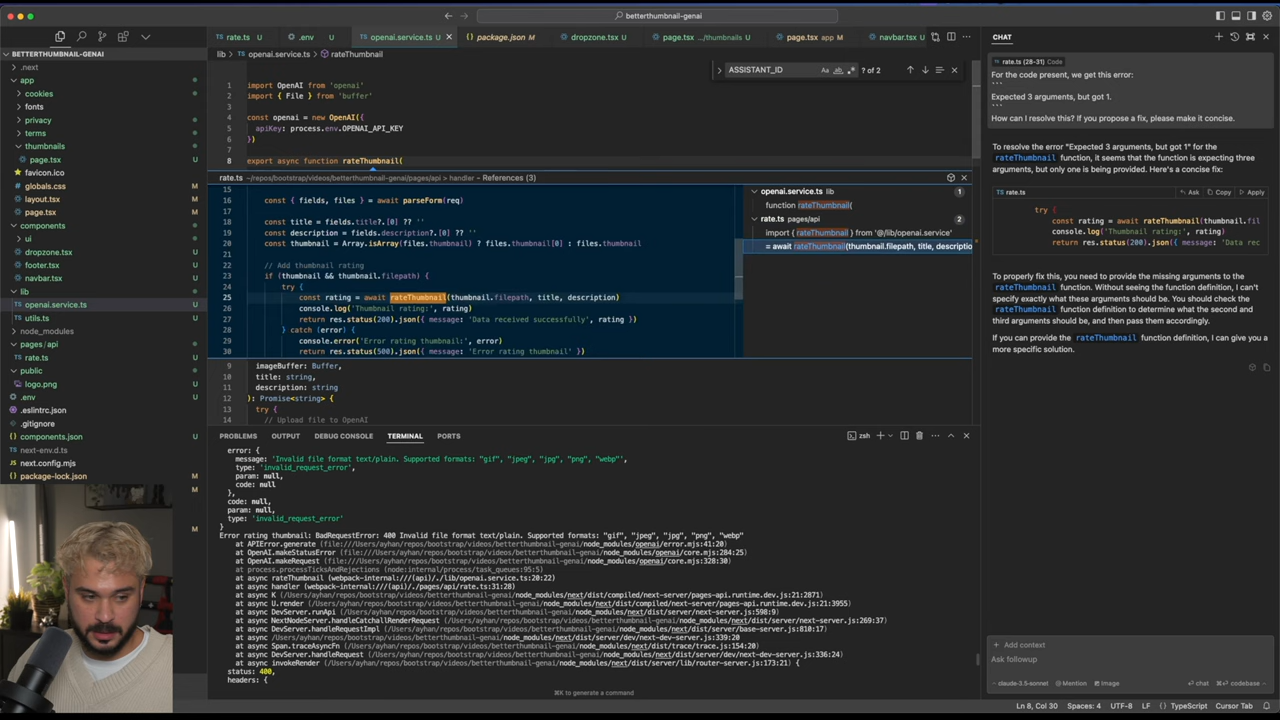 betterthumbnail-genai
rate.ts U
.env U
openai.service.ts U
package.json M
dropzone.tsx U
page.tsx .../thumbnails U
page.tsx app M
navbar.tsx U
BETTERTHUMBNAIL-GENAI
.next
app
cookies
fonts
privacy
terms
thumbnails
page.tsx U
favicon.ico
globals.css M
layout.tsx M
page.tsx M
components
ui
dropzone.tsx U
footer.tsx U
navbar.tsx U
lib
openai.service.ts U
utils.ts U
node_modules
pages/api
rate.ts U
public
logo.png U
.env U
.eslintrc.json M
.gitignore
components.json U
next-env.d.ts
next.config.mjs
package-lock.json M
M
lib > openai.service.ts > rateThumbnail
ASSISTANT_ID
? of 2
1 import OpenAI from 'openai'
2 import { File } from 'buffer'
3
4 const openai = new OpenAI({
5 apiKey: process.env.OPENAI_API_KEY
6 })
7
8 export async function rateThumbnail(
rate.ts ~/repos/bootstrap/videos/betterthumbnail-genai/pages/api > handler - References (3)
15
16 const { fields, files } = await parseForm(req)
17
18 const title = fields.title?.[0] ?? ''
19 const description = fields.description?.[0] ?? ''
20 const thumbnail = Array.isArray(files.thumbnail) ? files.thumbnail[0] : files.thumbnail
21
22 // Add thumbnail rating
23 if (thumbnail && thumbnail.filepath) {
24 try {
25 const rating = await rateThumbnail(thumbnail.filepath, title, description)
26 console.log('Thumbnail rating:', rating)
27 return res.status(200).json({ message: 'Data received successfully', rating })
28 } catch (error) {
29 console.error('Error rating thumbnail:', error)
30 return res.status(500).json({ message: 'Error rating thumbnail' })
openai.service.ts lib 1
function rateThumbnail(
rate.ts pages/api 2
import { rateThumbnail } from '@/lib/openai.service'
= await rateThumbnail(thumbnail.filepath, title, descriptio
9 imageBuffer: Buffer,
10 title: string,
11 description: string
12 ): Promise<string> {
13 try {
14 // Upload file to OpenAI
PROBLEMS
OUTPUT
DEBUG CONSOLE
TERMINAL
PORTS
zsh
error: {
message: 'Invalid file format text/plain. Supported formats: "gif", "jpeg", "jpg", "png", "webp"',
type: 'invalid_request_error',
param: null,
code: null
},
code: null,
param: null,
type: 'invalid_request_error'
}
Error rating thumbnail: BadRequestError: 400 Invalid file format text/plain. Supported formats: "gif", "jpeg", "jpg", "png", "webp"
at APIError.generate (file:///Users/ayhan/repos/bootstrap/videos/betterthumbnail-genai/node_modules/openai/error.mjs:41:20)
at OpenAI.makeStatusError (file:///Users/ayhan/repos/bootstrap/videos/betterthumbnail-genai/node_modules/openai/core.mjs:284:25)
at OpenAI.makeRequest (file:///Users/ayhan/repos/bootstrap/videos/betterthumbnail-genai/node_modules/openai/core.mjs:328:30)
at process.processTicksAndRejections (node:internal/process/task_queues:95:5)
at async rateThumbnail (webpack-internal:///(api)/./lib/openai.service.ts:20:22)
at async handler (webpack-internal:///(api)/./pages/api/rate.ts:31:28)
at async K (/Users/ayhan/repos/bootstrap/videos/betterthumbnail-genai/node_modules/next/dist/compiled/next-server/pages-api.runtime.dev.js:21:2871)
at async U.render (/Users/ayhan/repos/bootstrap/videos/betterthumbnail-genai/node_modules/next/dist/compiled/next-server/pages-api.runtime.dev.js:21:3955)
at async DevServer.runApi (/Users/ayhan/repos/bootstrap/videos/betterthumbnail-genai/node_modules/next/dist/server/next-server.js:598:9)
at async NextNodeServer.handleCatchallRenderRequest (/Users/ayhan/repos/bootstrap/videos/betterthumbnail-genai/node_modules/next/dist/server/next-server.js:269:37)
at async DevServer.handleRequestImpl (/Users/ayhan/repos/bootstrap/videos/betterthumbnail-genai/node_modules/next/dist/server/base-server.js:810:17)
at async /Users/ayhan/repos/bootstrap/videos/betterthumbnail-genai/node_modules/next/dist/server/dev/next-dev-server.js:339:20
at async Span.traceAsyncFn (/Users/ayhan/repos/bootstrap/videos/betterthumbnail-genai/node_modules/next/dist/trace/trace.js:154:20)
at async DevServer.handleRequest (/Users/ayhan/repos/bootstrap/videos/betterthumbnail-genai/node_modules/next/dist/server/dev/next-dev-server.js:336:24)
at async invokeRender (/Users/ayhan/repos/bootstrap/videos/betterthumbnail-genai/node_modules/next/dist/server/lib/router-server.js:173:21) {
status: 400,
headers: {
⌘K to generate a command
CHAT
rate.ts (28-31) Code
For the code present, we get this error:
```
Expected 3 arguments, but got 1.
```
How can I resolve this? If you propose a fix, please make it concise.
To resolve the error "Expected 3 arguments, but got 1" for the
rateThumbnail function, it seems that the function is expecting three
arguments, but only one is being provided. Here's a concise fix:
rate.ts
Ask
Copy
Apply
try {
const rating = await rateThumbnail(thumbnail.fil
console.log('Thumbnail rating:', rating)
return res.status(200).json({ message: 'Data rec
To properly fix this, you need to provide the missing arguments to the
rateThumbnail function. Without seeing the function definition, I can't
specify exactly what these arguments should be. You should check the
rateThumbnail function definition to determine what the second and
third arguments should be, and then pass them accordingly.
If you can provide the rateThumbnail function definition, I can give you a
more specific solution.
+ Add context
Ask followup
claude-3.5-sonnet
@ Mention
Image
chat
⌘ codebase
Ln 8, Col 30
Spaces: 4
UTF-8
LF
TypeScript
Cursor Tab